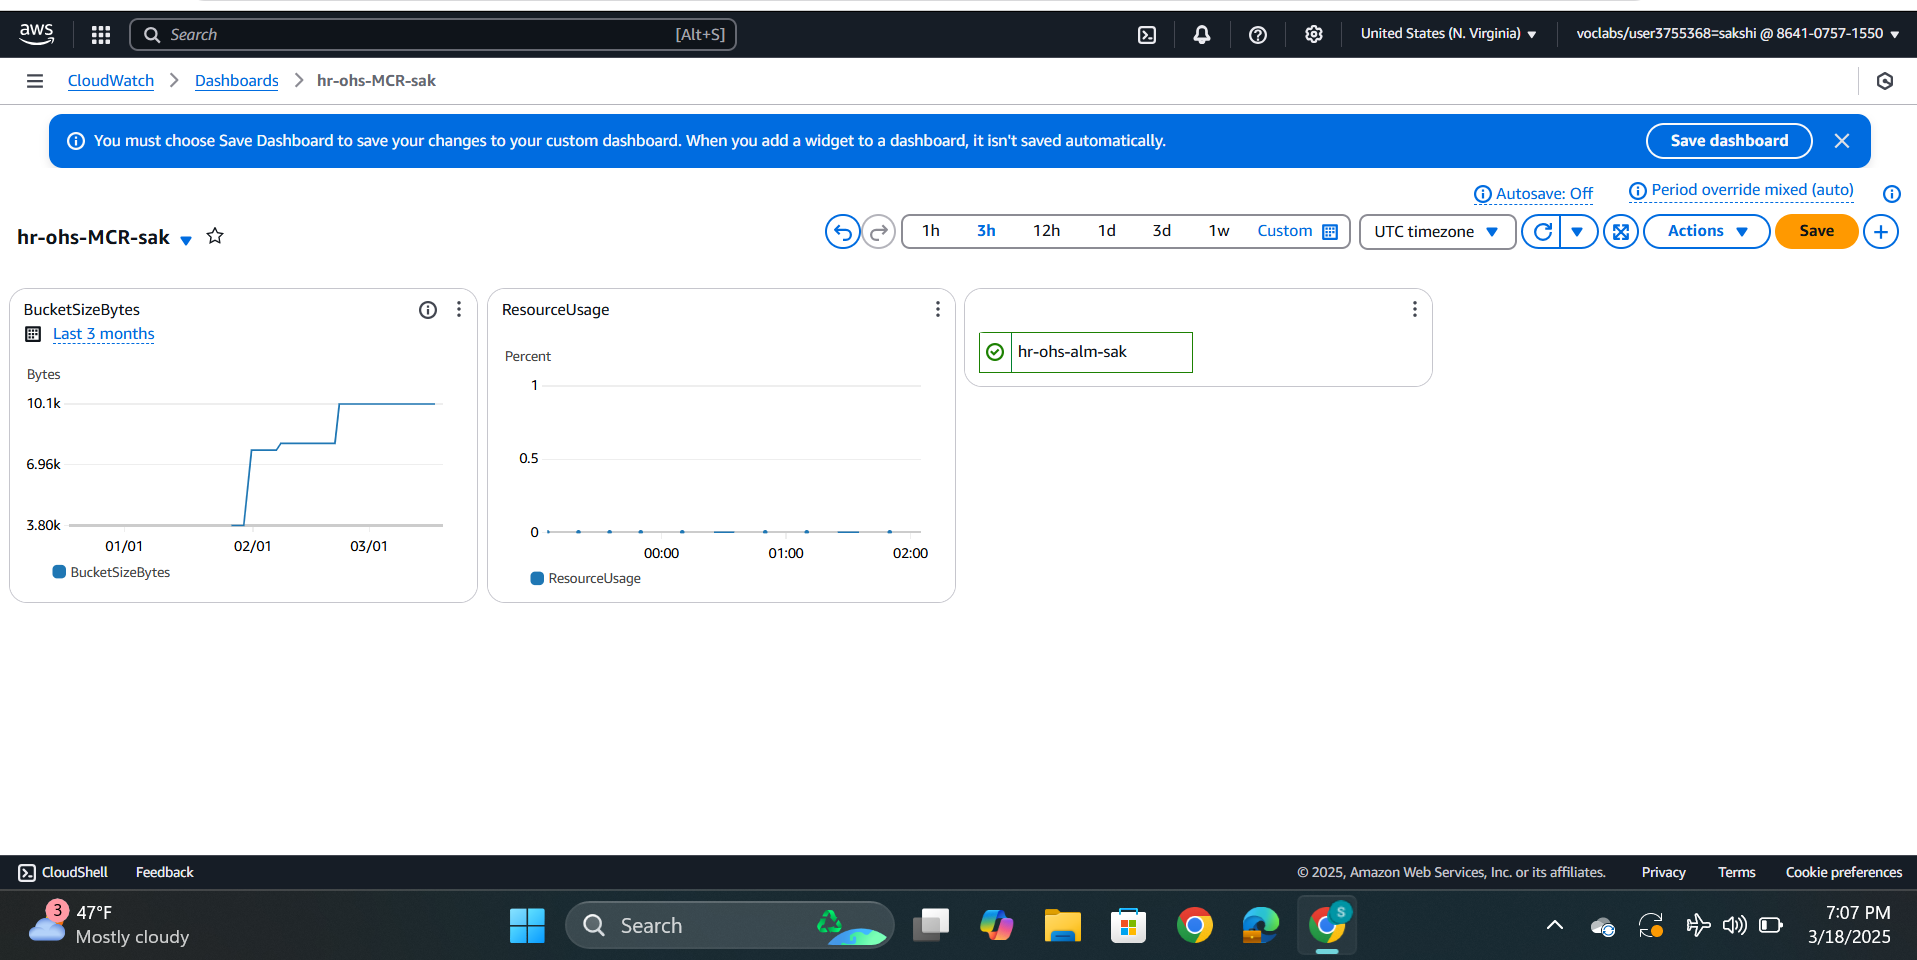 aws
Search [Alt+S]
United States (N. Virginia)
voclabs/user3755368=sakshi @ 8641-0757-1550
CloudWatch
Dashboards
hr-ohs-MCR-sak
You must choose Save Dashboard to save your changes to your custom dashboard. When you add a widget to a dashboard, it isn't saved automatically.
Save dashboard
Autosave: Off
Period override mixed (auto)
hr-ohs-MCR-sak
1h 3h 12h 1d 3d 1w Custom
UTC timezone
Actions
Save
BucketSizeBytes
Last 3 months
Bytes
10.1k
6.96k
3.80k
01/01 02/01 03/01
BucketSizeBytes
ResourceUsage
Percent
1
0.5
0
00:00 01:00 02:00
ResourceUsage
hr-ohs-alm-sak
CloudShell
Feedback
© 2025, Amazon Web Services, Inc. or its affiliates.
Privacy
Terms
Cookie preferences
3
47°F
Mostly cloudy
Search
S
7:07 PM
3/18/2025